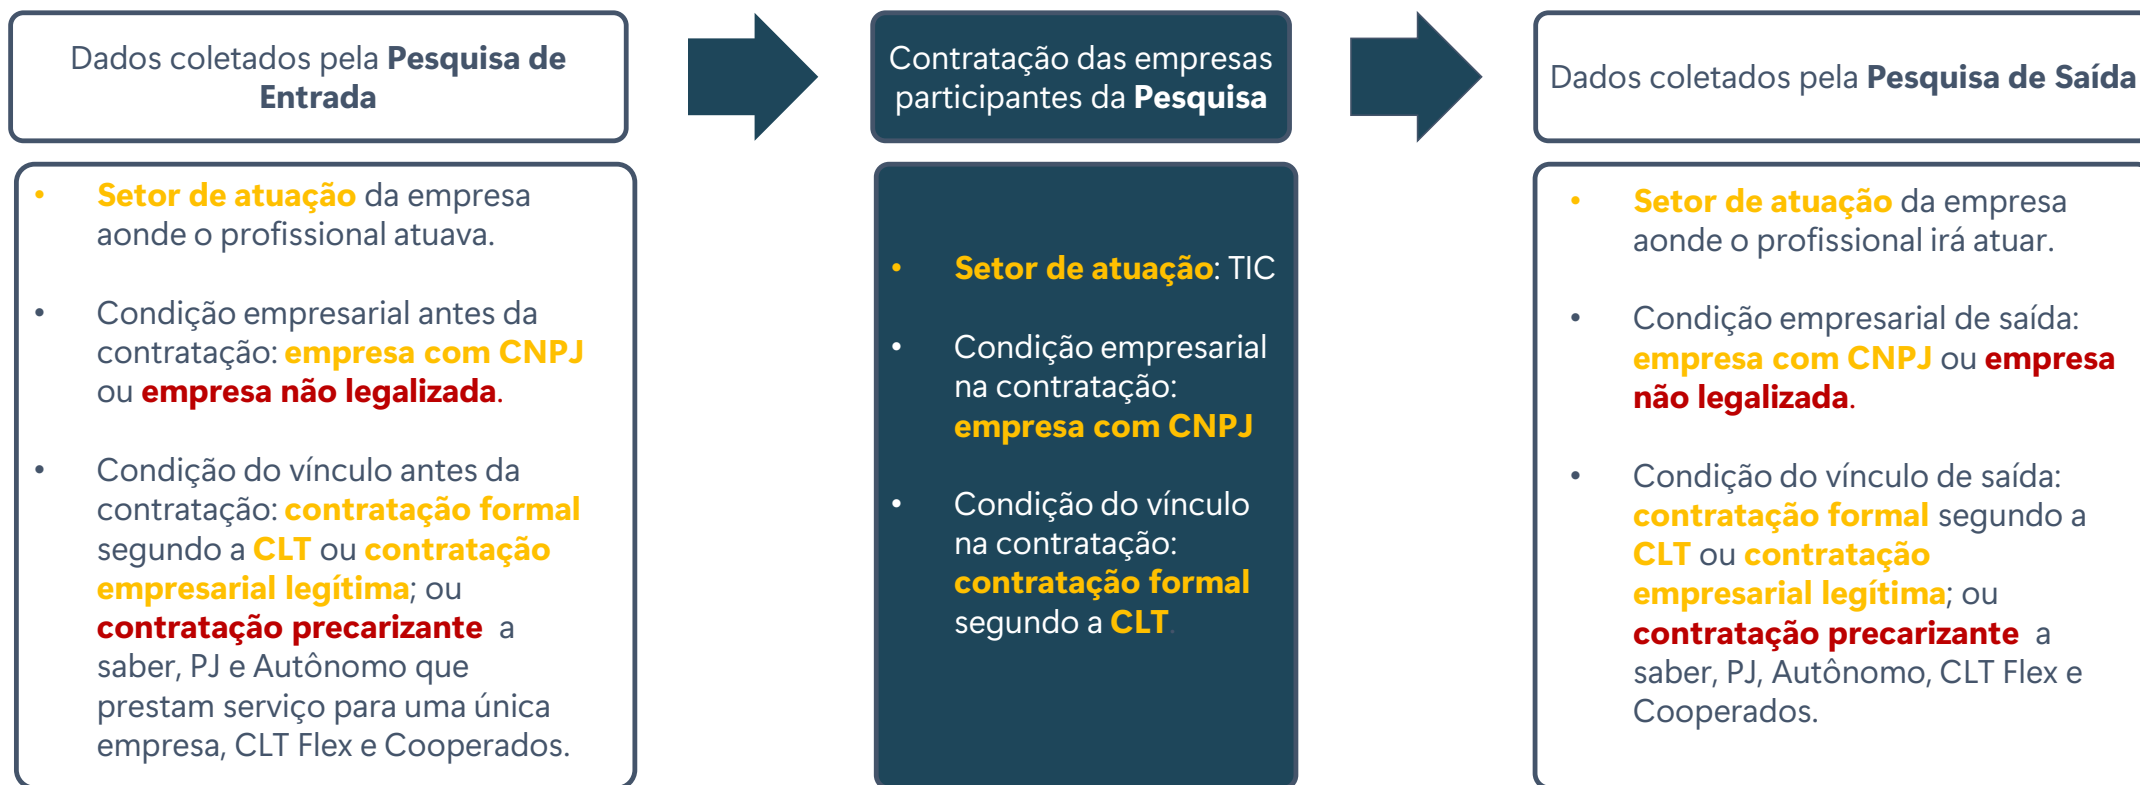 Dados coletados pela Pesquisa de
Entrada
Contratação das empresas
participantes da Pesquisa
Dados coletados pela Pesquisa de Saída
• Setor de atuação da empresa
aonde o profissional atuava.
• Condição empresarial antes da
contratação: empresa com CNPJ
ou empresa não legalizada.
• Condição do vínculo antes da
contratação: contratação formal
segundo a CLT ou contratação
empresarial legítima; ou
contratação precarizante a
saber, PJ e Autônomo que
prestam serviço para uma única
empresa, CLT Flex e Cooperados.
• Setor de atuação: TIC
• Condição empresarial
na contratação:
empresa com CNPJ
• Condição do vínculo
na contratação:
contratação formal
segundo a CLT.
• Setor de atuação da empresa
aonde o profissional irá atuar.
• Condição empresarial de saída:
empresa com CNPJ ou empresa
não legalizada.
• Condição do vínculo de saída:
contratação formal segundo a
CLT ou contratação
empresarial legítima; ou
contratação precarizante a
saber, PJ, Autônomo, CLT Flex e
Cooperados.